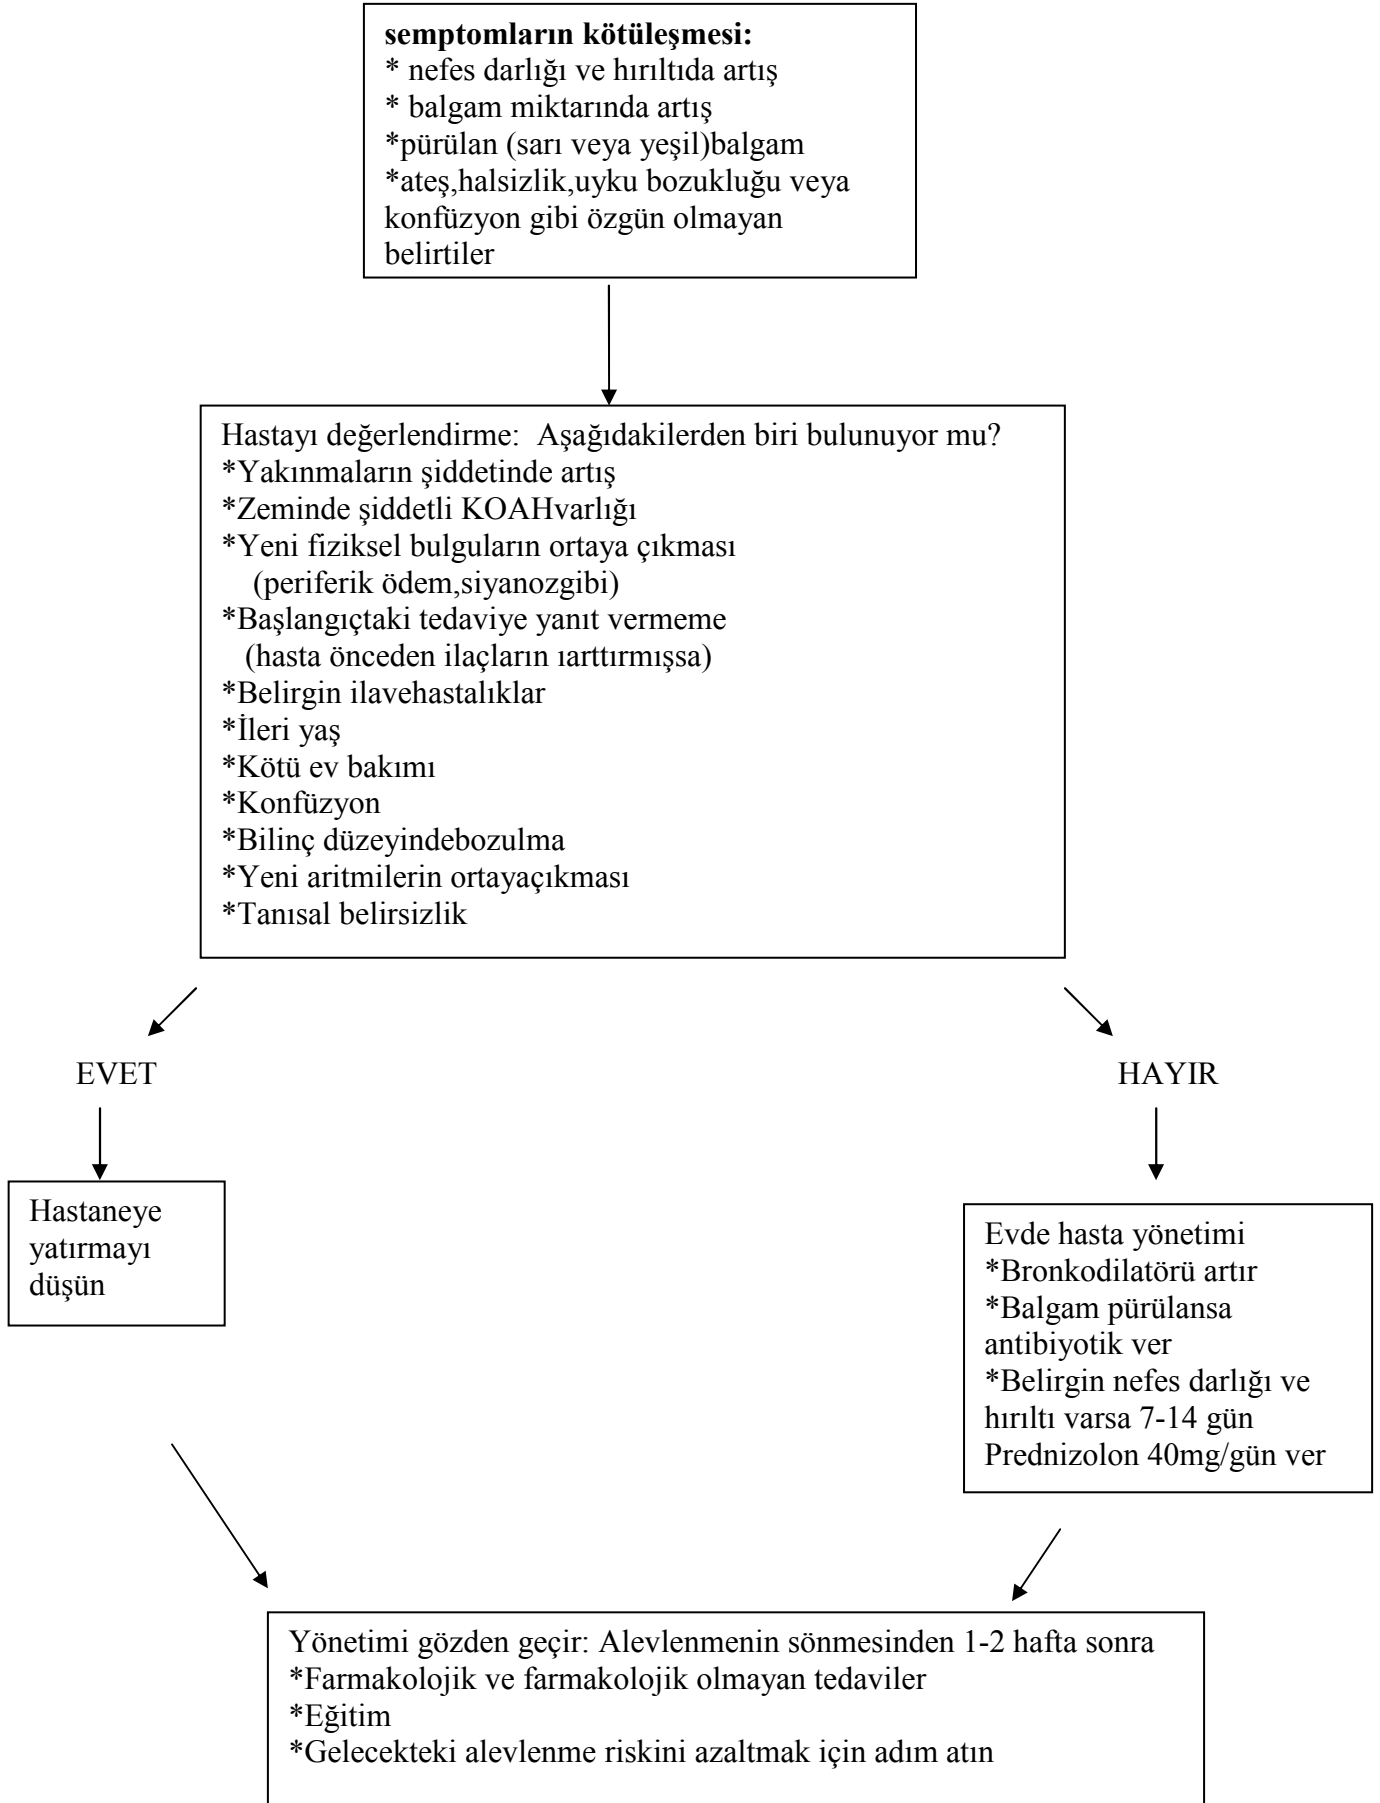 semptomların kötüleşmesi:
* nefes darlığı ve hırıltıda artış
* balgam miktarında artış
*pürülan (sarı veya yeşil)balgam
*ateş,halsizlik,uyku bozukluğu veya
konfüzyon gibi özgün olmayan
belirtiler
Hastayı değerlendirme: Aşağıdakilerden biri bulunuyor mu?
*Yakınmaların şiddetinde artış
*Zeminde şiddetli KOAHvarlığı
*Yeni fiziksel bulguların ortaya çıkması
(periferik ödem,siyanozgibi)
*Başlangıçtaki tedaviye yanıt vermeme
(hasta önceden ilaçların ıarttırmışsa)
*Belirgin ilavehastalıklar
*İleri yaş
*Kötü ev bakımı
*Konfüzyon
*Bilinç düzeyindebozulma
*Yeni aritmilerin ortayaçıkması
*Tanısal belirsizlik
EVET
HAYIR
Hastaneye
yatırmayı
düşün
Evde hasta yönetimi
*Bronkodilatörü artır
*Balgam pürülansa
antibiyotik ver
*Belirgin nefes darlığı ve
hırıltı varsa 7-14 gün
Prednizolon 40mg/gün ver
Yönetimi gözden geçir: Alevlenmenin sönmesinden 1-2 hafta sonra
*Farmakolojik ve farmakolojik olmayan tedaviler
*Eğitim
*Gelecekteki alevlenme riskini azaltmak için adım atın